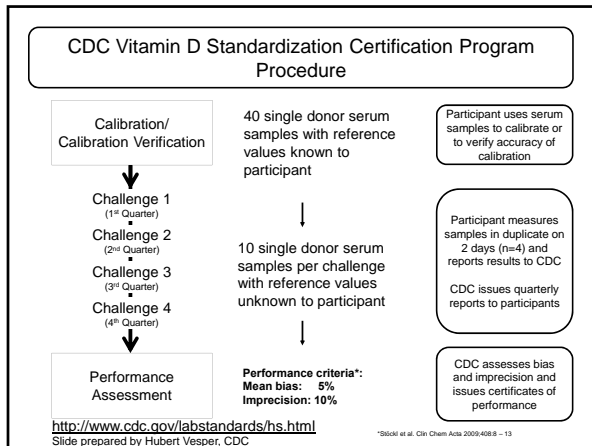 CDC Vitamin D Standardization Certification Program
Procedure
Calibration/
Calibration Verification
40 single donor serum
samples with reference
values known to
participant
Participant uses serum
samples to calibrate or
to verify accuracy of
calibration
Challenge 1
(1st Quarter)
Challenge 2
(2nd Quarter)
Challenge 3
(3rd Quarter)
Challenge 4
(4th Quarter)
10 single donor serum
samples per challenge
with reference values
unknown to participant
Participant measures
samples in duplicate on
2 days (n=4) and
reports results to CDC
CDC issues quarterly
reports to participants
Performance
Assessment
Performance criteria*:
Mean bias: 5%
Imprecision: 10%
CDC assesses bias
and imprecision and
issues certificates of
performance
http://www.cdc.gov/labstandards/hs.html
Slide prepared by Hubert Vesper, CDC
*Stöckl et al. Clin Chem Acta 2009;408:8 – 13